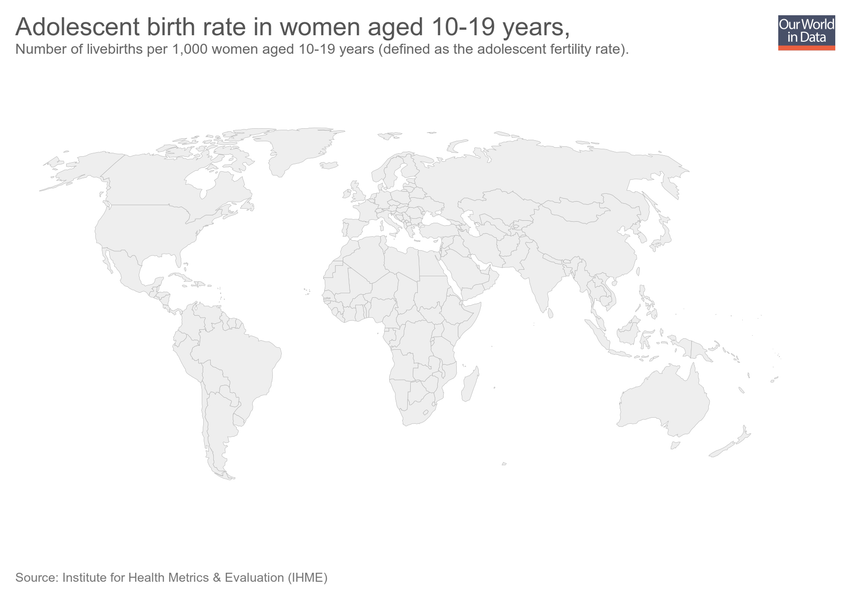 Adolescent birth rate in women aged 10-19 years,
Number of livebirths per 1,000 women aged 10-19 years (defined as the adolescent fertility rate).
Our World
in Data
Source: Institute for Health Metrics & Evaluation (IHME)